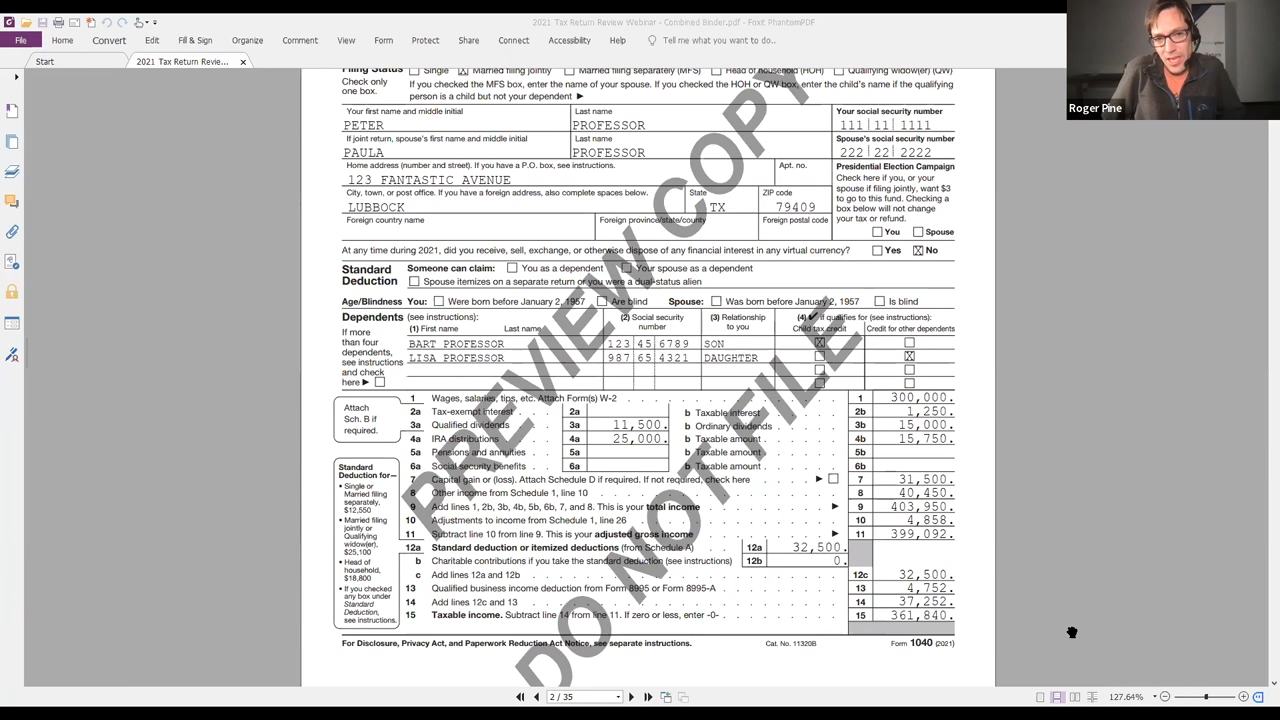 2021 Tax Return Review Webinar - Combined Binder.pdf - Foxit PhantomPDF
File Home Convert Edit Fill & Sign Organize Comment View Form Protect Share Connect Accessibility Help Tell me what you want to do..
Start 2021 Tax Return Revie...
Roger Pine
Filing Status Single X Married filing jointly Married filing separately (MFS) Head of household (HOH) Qualifying widow(er) (QW)
Check only one box.
If you checked the MFS box, enter the name of your spouse. If you checked the HOH or QW box, enter the child's name if the qualifying person is a child but not your dependent ▶
Your first name and middle initial Last name Your social security number
PETER PROFESSOR 111 11 1111
If joint return, spouse's first name and middle initial Last name Spouse's social security number
PAULA PROFESSOR 222 22 2222
Home address (number and street). If you have a P.O. box, see instructions. Apt. no.
123 FANTASTIC AVENUE
City, town, or post office. If you have a foreign address, also complete spaces below. State ZIP code
LUBBOCK TX 79409
Foreign country name Foreign province/state/county Foreign postal code
Presidential Election Campaign
Check here if you, or your
spouse if filing jointly, want $3
to go to this fund. Checking a
box below will not change
your tax or refund.
You Spouse
At any time during 2021, did you receive, sell, exchange, or otherwise dispose of any financial interest in any virtual currency? Yes X No
Standard Deduction
Someone can claim: You as a dependent Your spouse as a dependent
Spouse itemizes on a separate return or you were a dual-status alien
Age/Blindness You: Were born before January 2, 1957 Are blind Spouse: Was born before January 2, 1957 Is blind
Dependents (see instructions): (2) Social security number (3) Relationship to you (4) ✔ if qualifies for (see instructions):
(1) First name Last name Child tax credit Credit for other dependents
If more
than four
dependents,
see instructions
and check
here ▶
BART PROFESSOR 123 45 6789 SON X
LISA PROFESSOR 987 65 4321 DAUGHTER X
Attach
Sch. B if
required.
1 Wages, salaries, tips, etc. Attach Form(s) W-2 1 300,000.
2a Tax-exempt interest 2a b Taxable interest 2b 1,250.
3a Qualified dividends 3a 11,500. b Ordinary dividends 3b 15,000.
4a IRA distributions 4a 25,000. b Taxable amount 4b 15,750.
5a Pensions and annuities 5a b Taxable amount 5b
6a Social security benefits 6a b Taxable amount 6b
7 Capital gain or (loss). Attach Schedule D if required. If not required, check here ▶ 7 31,500.
8 Other income from Schedule 1, line 10 8 40,450.
9 Add lines 1, 2b, 3b, 4b, 5b, 6b, 7, and 8. This is your total income ▶ 9 403,950.
10 Adjustments to income from Schedule 1, line 26 10 4,858.
11 Subtract line 10 from line 9. This is your adjusted gross income ▶ 11 399,092.
12a Standard deduction or itemized deductions (from Schedule A) 12a 32,500.
b Charitable contributions if you take the standard deduction (see instructions) 12b 0.
c Add lines 12a and 12b 12c 32,500.
13 Qualified business income deduction from Form 8995 or Form 8995-A 13 4,752.
14 Add lines 12c and 13 14 37,252.
15 Taxable income. Subtract line 14 from line 11. If zero or less, enter -0- 15 361,840.
Standard
Deduction for—
• Single or
Married filing
separately,
$12,550
• Married filing
jointly or
Qualifying
widow(er),
$25,100
• Head of
household,
$18,800
• If you checked
any box under
Standard
Deduction,
see instructions.
For Disclosure, Privacy Act, and Paperwork Reduction Act Notice, see separate instructions. Cat. No. 11320B Form 1040 (2021)
PREVIEW COPY
DO NOT FILE
2 / 35
127.64%